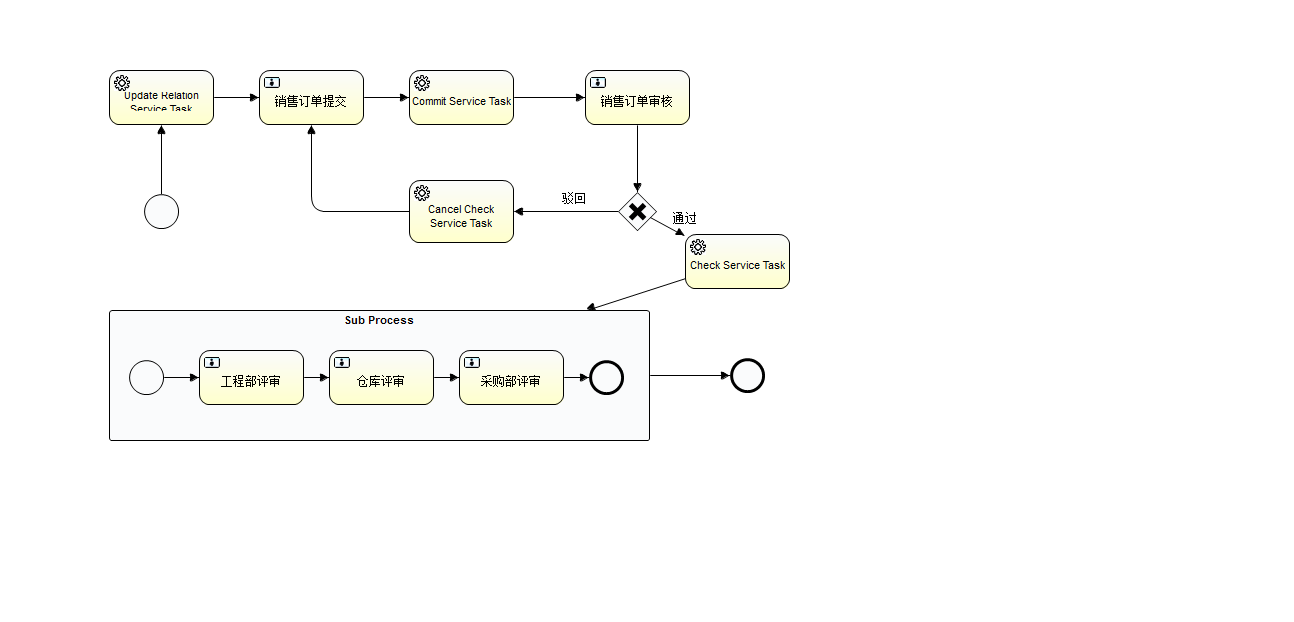 Update Relation
Service Task
销售订单提交
Commit Service Task
销售订单审核
驳回
通过
Cancel Check
Service Task
Check Service Task
Sub Process
工程部评审
仓库评审
采购部评审